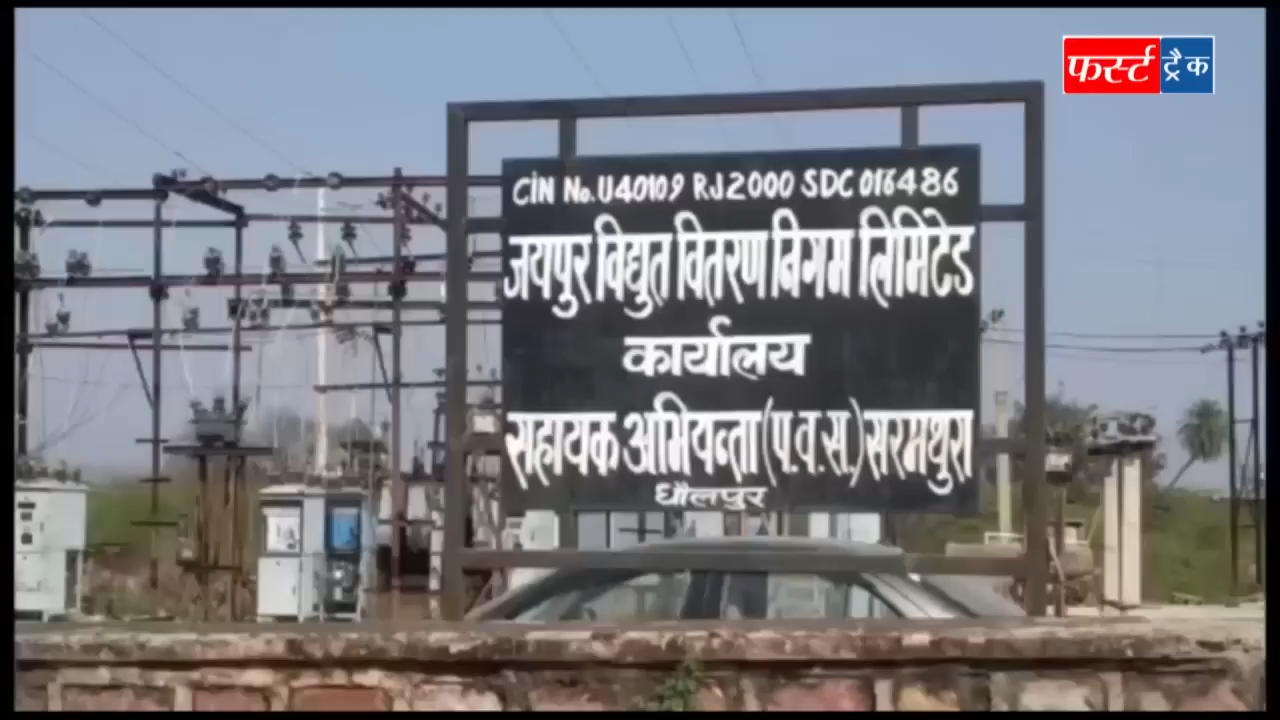 फर्स्ट ट्रैक
CIN No. U40109 RJ2000 SDC 016486
जयपुर विद्युत वितरण निगम लिमिटेड
कार्यालय
सहायक अभियन्ता (प.व.स.) सरमथुरा
धौलपुर